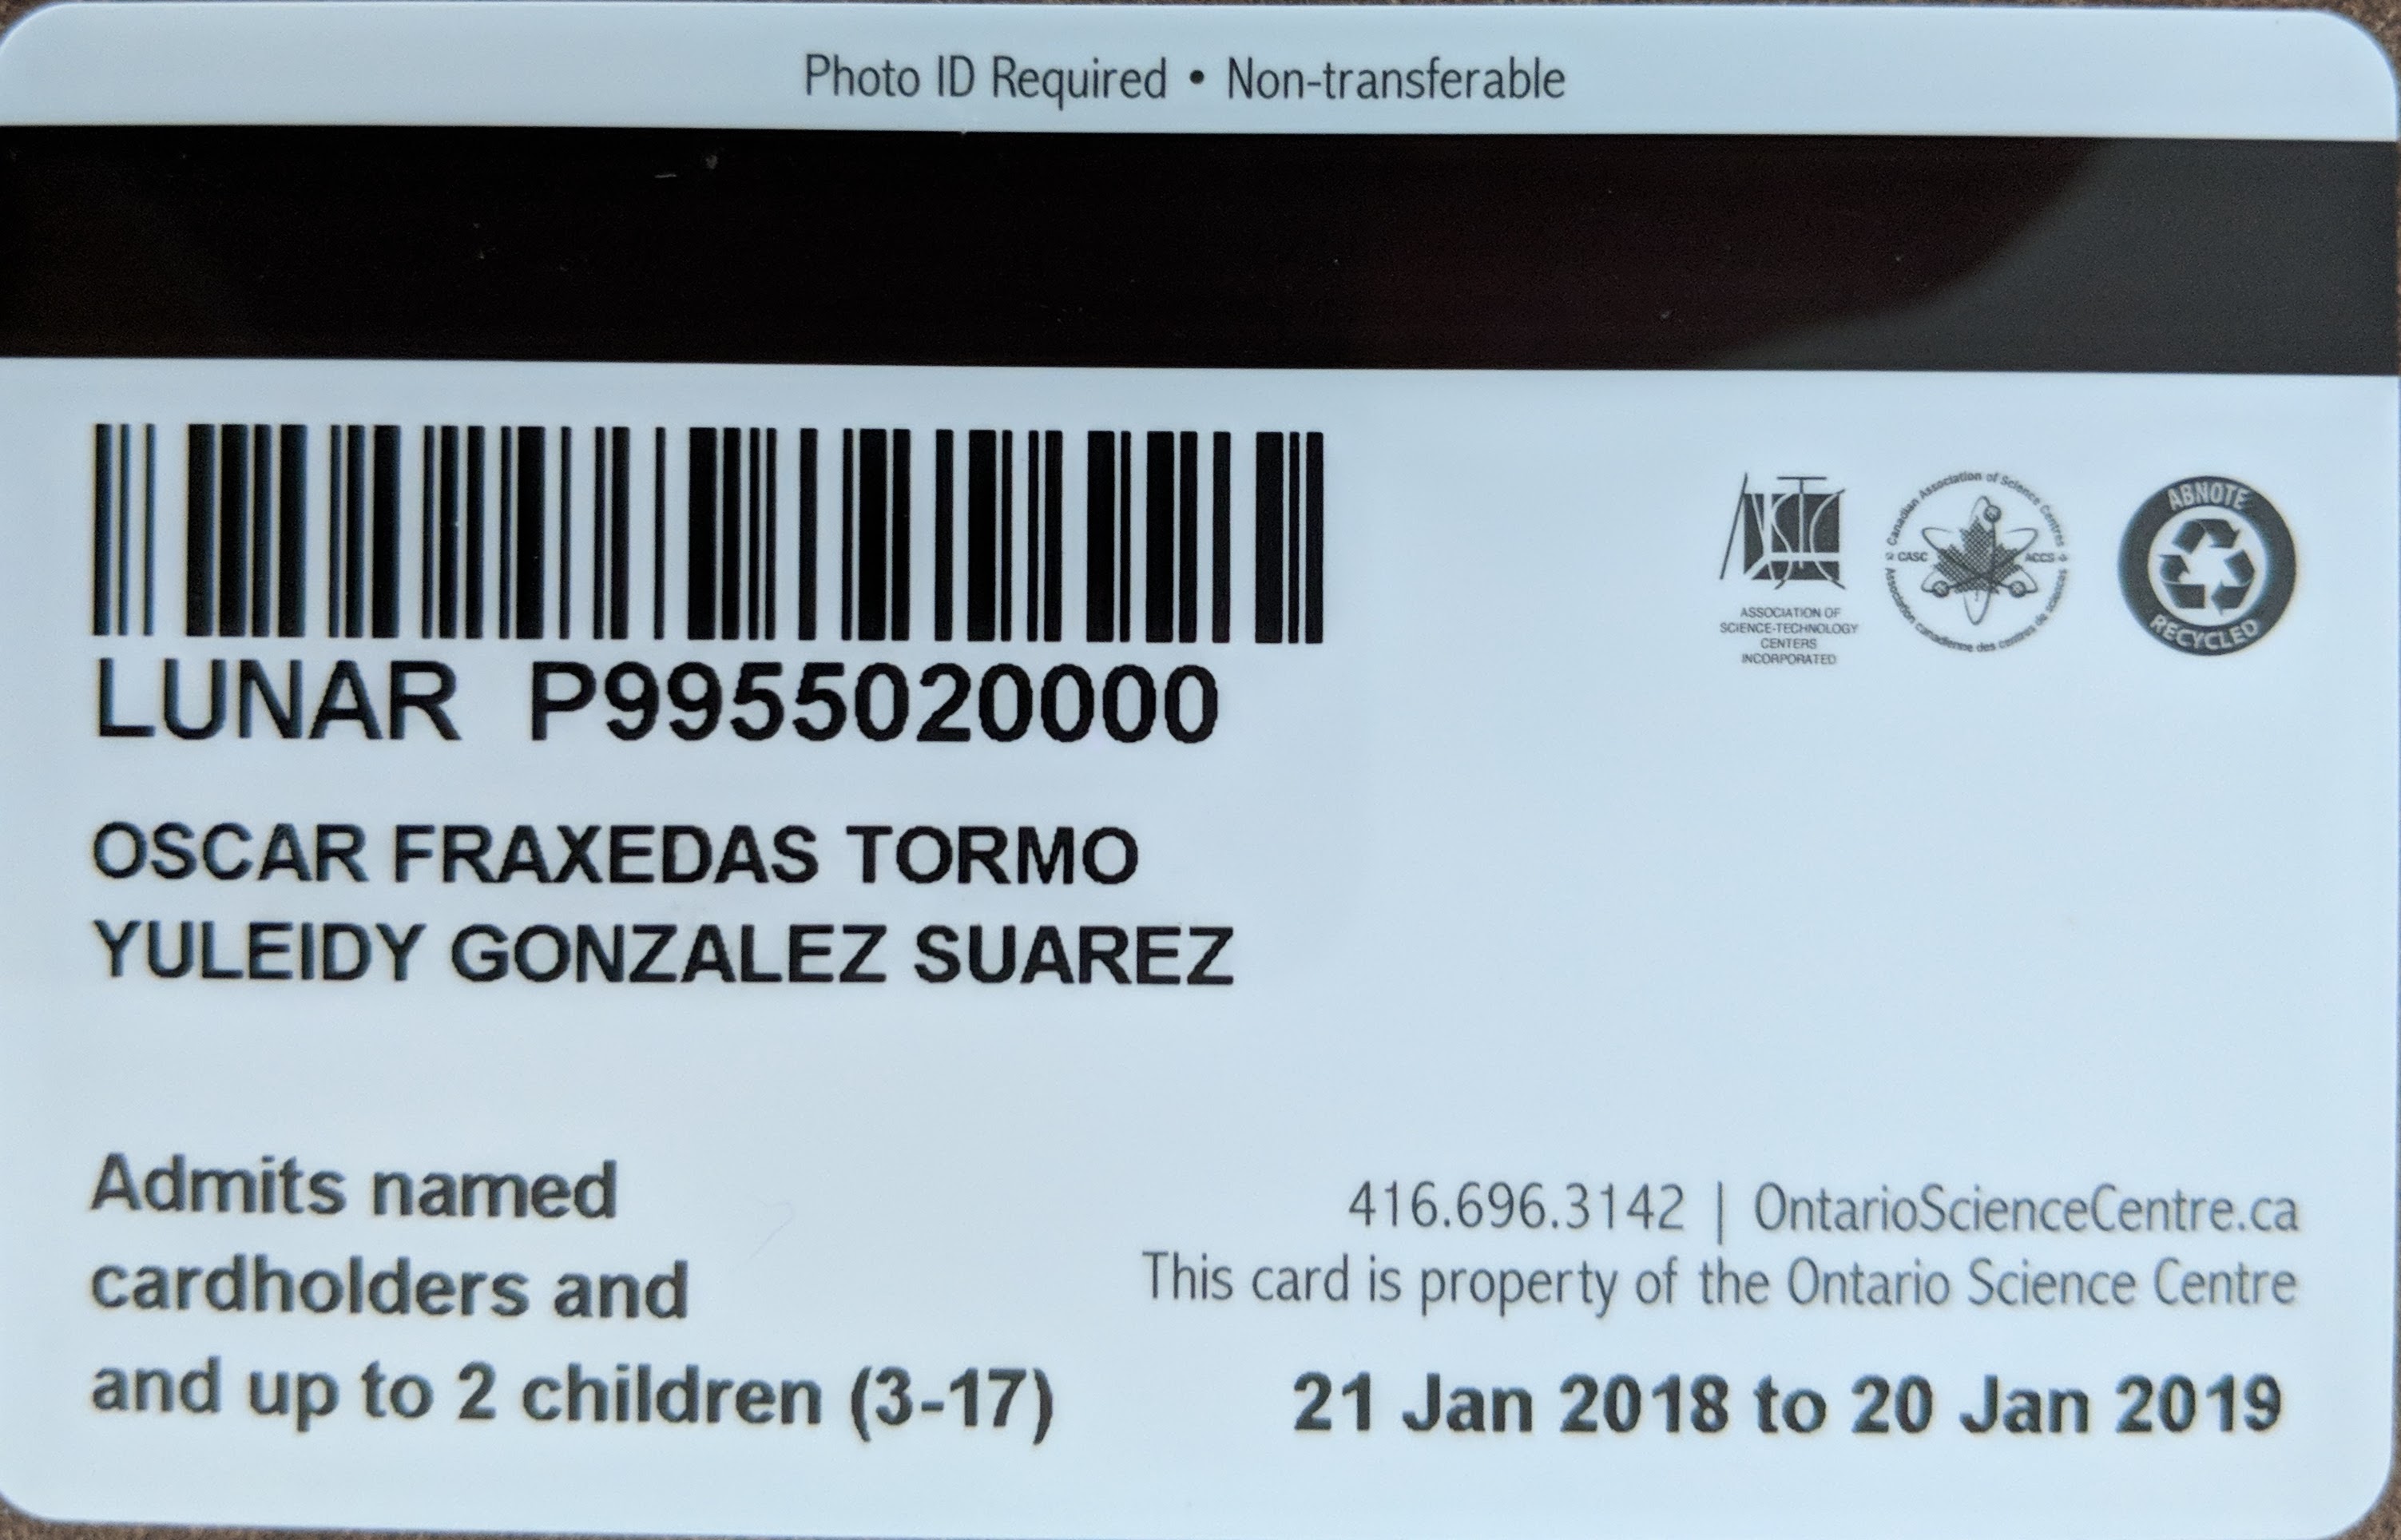 Photo ID Required • Non-transferable
LUNAR P9955020000
OSCAR FRAXEDAS TORMO
YULEIDY GONZALEZ SUAREZ
ASTC
ASSOCIATION OF
SCIENCE-TECHNOLOGY
CENTERS
INCORPORATED
Canadian Association of Science Centres
CASC ACCS
Association canadienne des centres de sciences
ABNOTE
RECYCLED
Admits named
cardholders and
and up to 2 children (3-17)
416.696.3142 | OntarioScienceCentre.ca
This card is property of the Ontario Science Centre
21 Jan 2018 to 20 Jan 2019